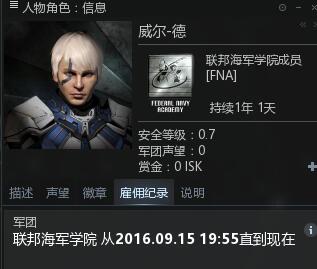 人物角色：信息
威尔-德
联邦海军学院成员
[FNA]
FEDERAL NAVY
ACADEMY
持续1年 1天
安全等级：0.7
军团声望：0
赏金：0 ISK
描述 声望 徽章 雇佣纪录 说明
军团
联邦海军学院 从2016.09.15 19:55直到现在